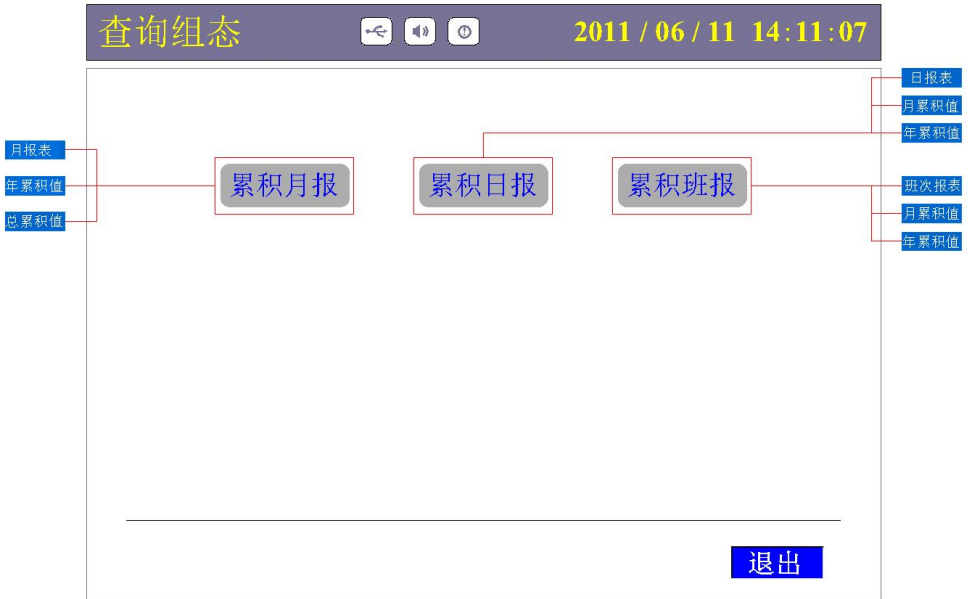 查询组态
2011 / 06 / 11 14:11:07
日报表
月累积值
年累积值
月报表
年累积值
总累积值
累积月报
累积日报
累积班报
班次报表
月累积值
年累积值
退出